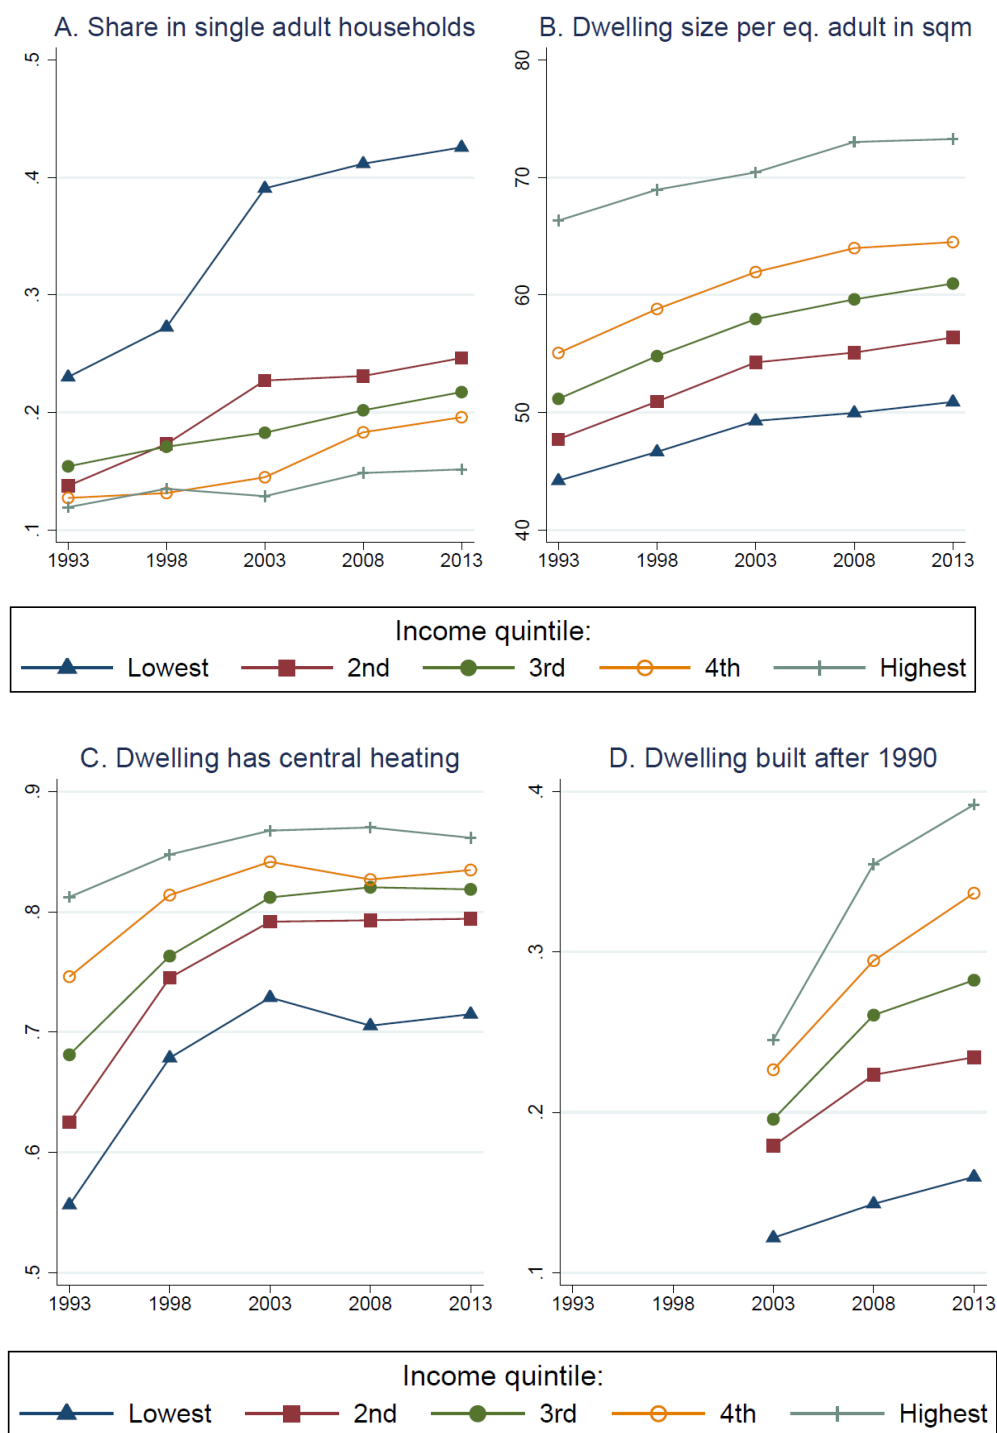 A. Share in single adult households
.5
.4
.3
.2
.1
1993 1998 2003 2008 2013
B. Dwelling size per eq. adult in sqm
80
70
60
50
40
1993 1998 2003 2008 2013
Income quintile:
Lowest 2nd 3rd 4th Highest
C. Dwelling has central heating
.9
.8
.7
.6
.5
1993 1998 2003 2008 2013
D. Dwelling built after 1990
.4
.3
.2
.1
1993 1998 2003 2008 2013
Income quintile:
Lowest 2nd 3rd 4th Highest